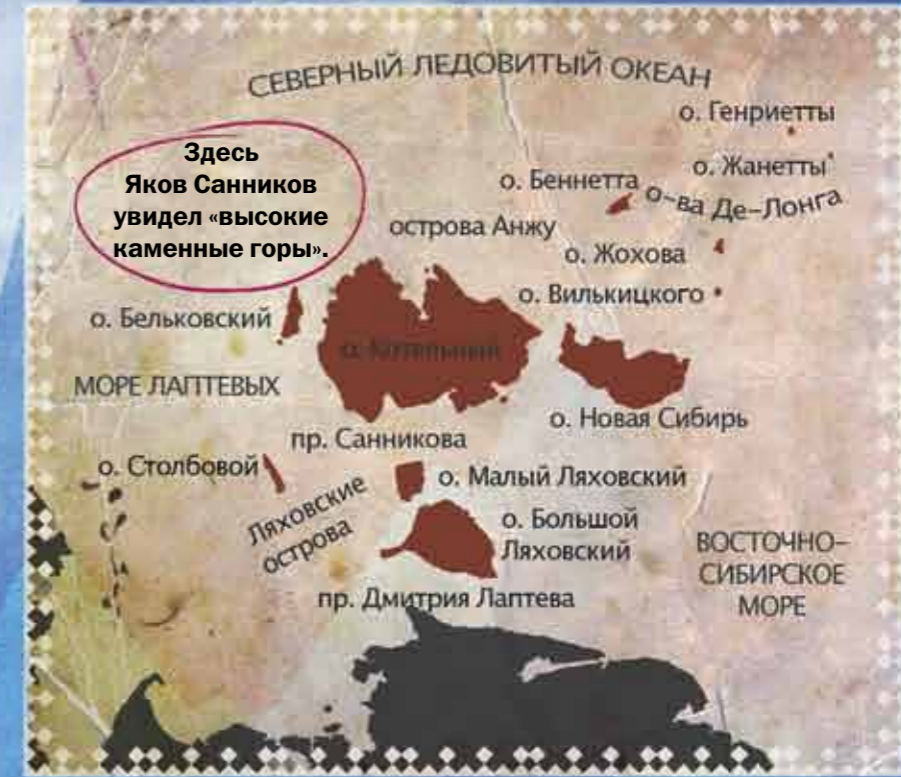 СЕВЕРНЫЙ ЛЕДОВИТЫЙ ОКЕАН
о. Генриетты
Здесь
Яков Санников
увидел «высокие
каменные горы».
о. Жанетты
о. Беннетта
о-ва Де-Лонга
острова Анжу
о. Жохова
о. Вилькицкого
о. Бельковский
о. Котельный
МОРЕ ЛАПТЕВЫХ
о. Новая Сибирь
пр. Санникова
о. Столбовой
о. Малый Ляховский
Ляховские
острова
о. Большой
Ляховский
ВОСТОЧНО-
СИБИРСКОЕ
МОРЕ
пр. Дмитрия Лаптева